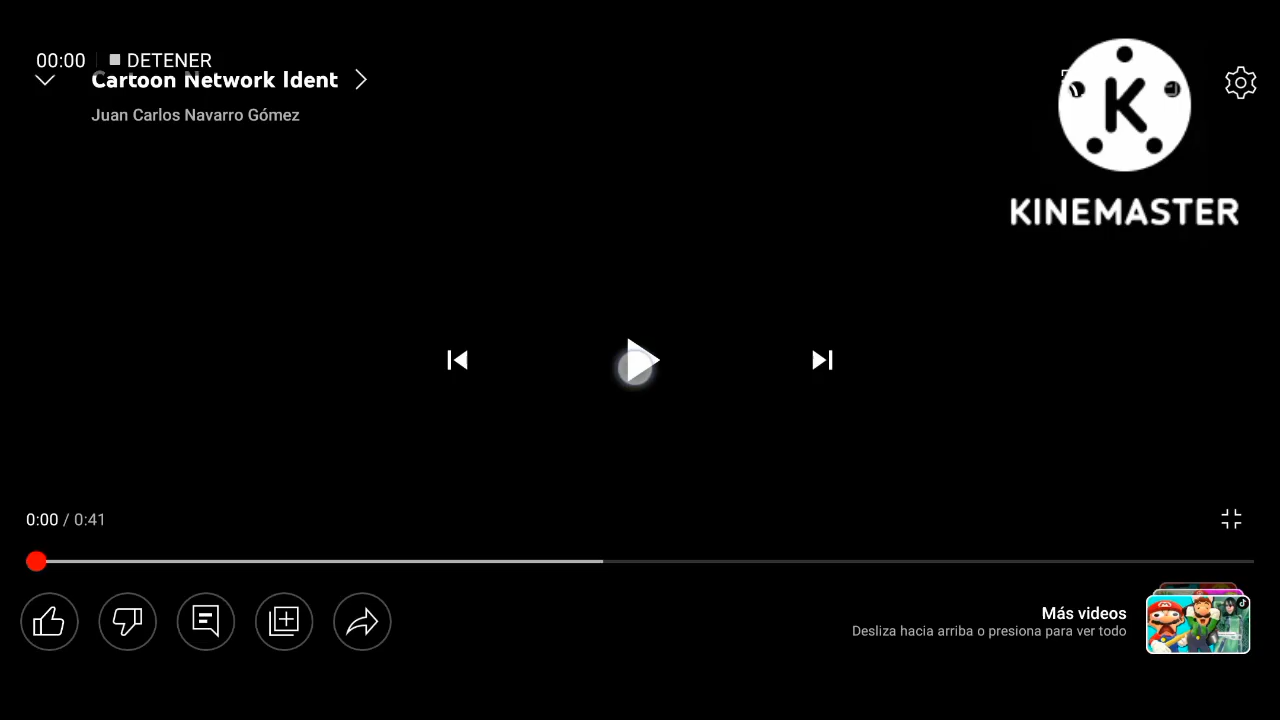 00:00 DETENER
Cartoon Network Ident
Juan Carlos Navarro Gómez
K
KINEMASTER
0:00 / 0:41
Más videos
Desliza hacia arriba o presiona para ver todo